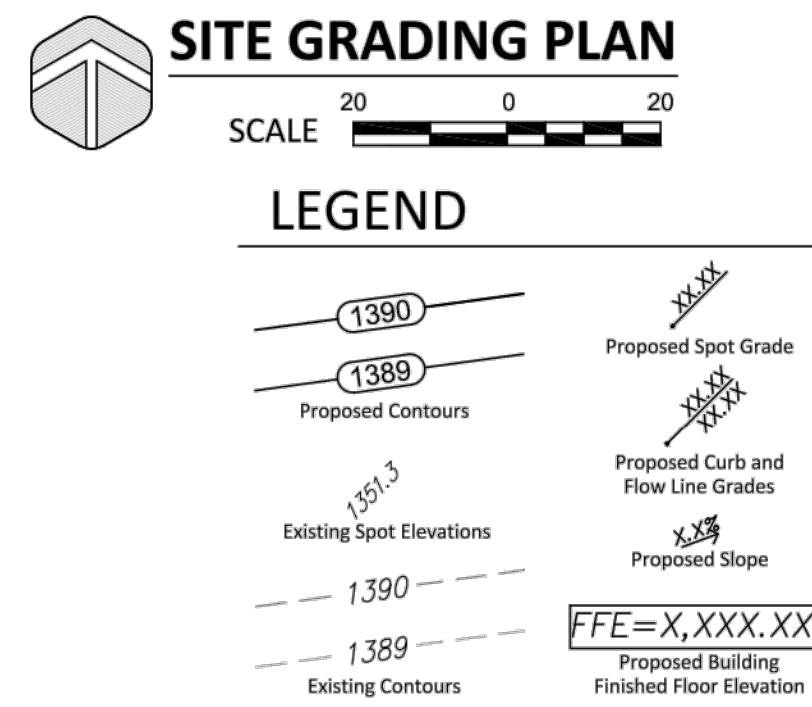 SITE GRADING PLAN
20 0 20
SCALE
LEGEND
1390
1389
Proposed Contours
1351.3
Existing Spot Elevations
1390
1389
Existing Contours
XX.XX
Proposed Spot Grade
XX.XX
XX.XX
Proposed Curb and
Flow Line Grades
X.X%
Proposed Slope
FFE=X,XXX.XX
Proposed Building
Finished Floor Elevation